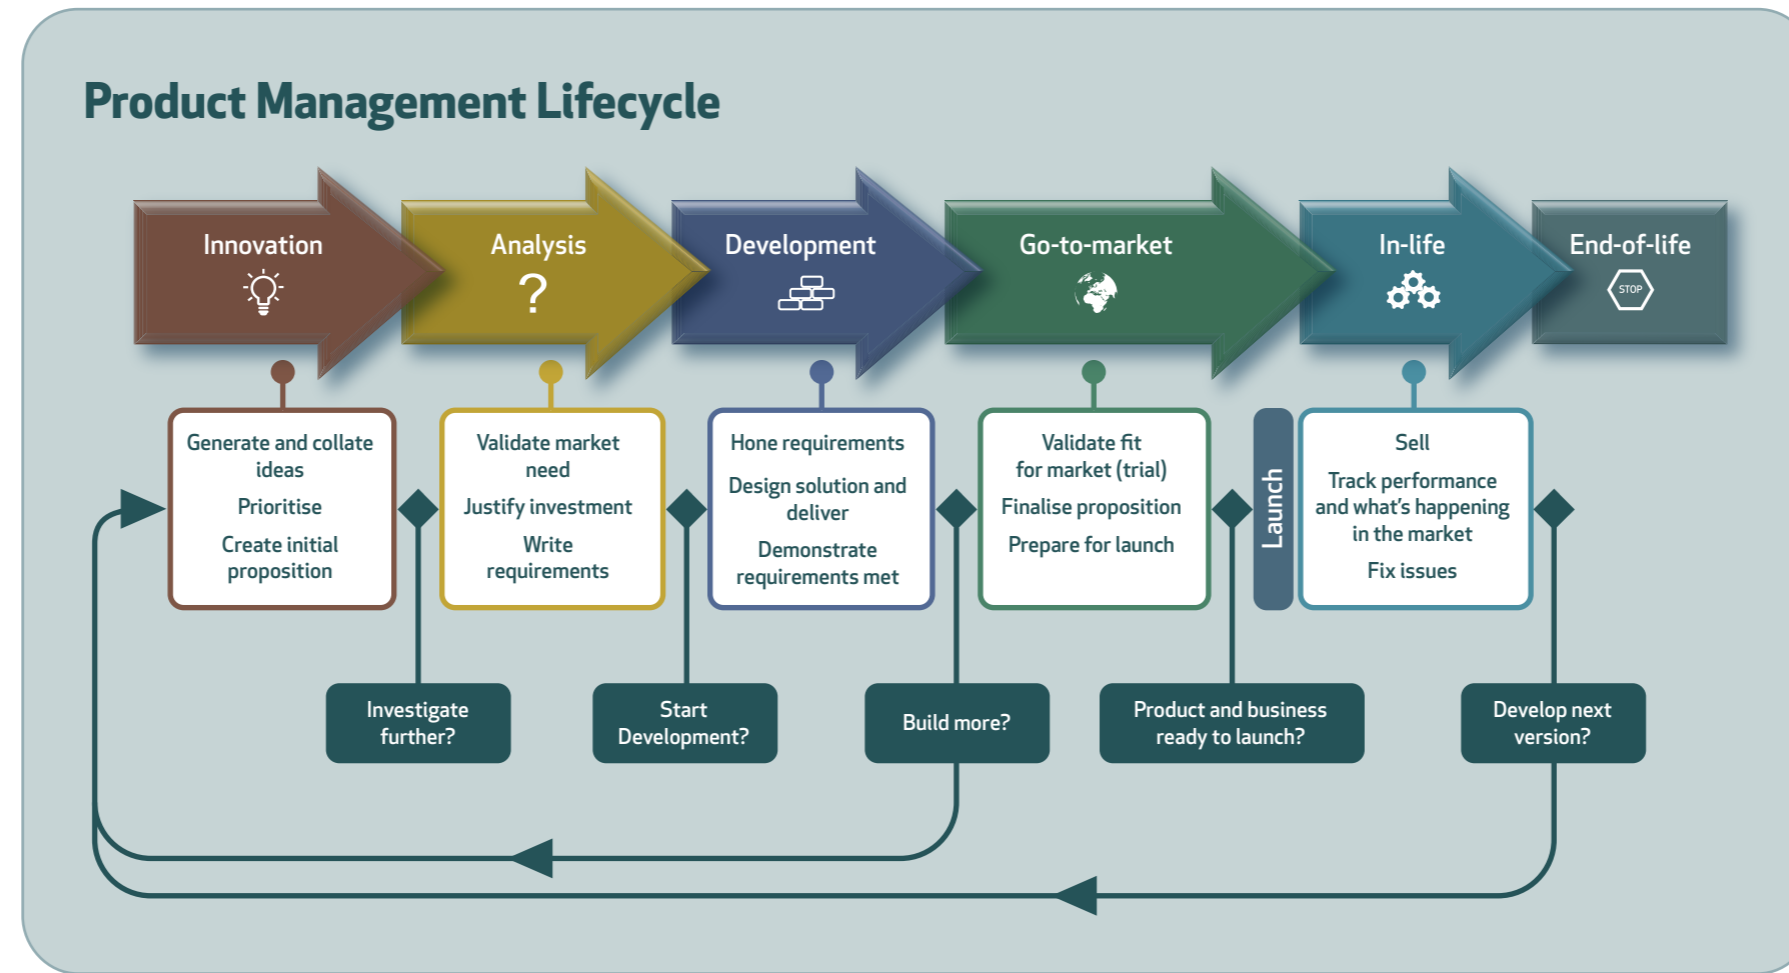 Product Management Lifecycle
Innovation
Analysis
?
Development
Go-to-market
In-life
End-of-life
STOP
Generate and collate
ideas
Prioritise
Create initial
proposition
Validate market
need
Justify investment
Write
requirements
Hone requirements
Design solution and
deliver
Demonstrate
requirements met
Validate fit
for market (trial)
Finalise proposition
Prepare for launch
Launch
Sell
Track performance
and what's happening
in the market
Fix issues
Investigate
further?
Start
Development?
Build more?
Product and business
ready to launch?
Develop next
version?